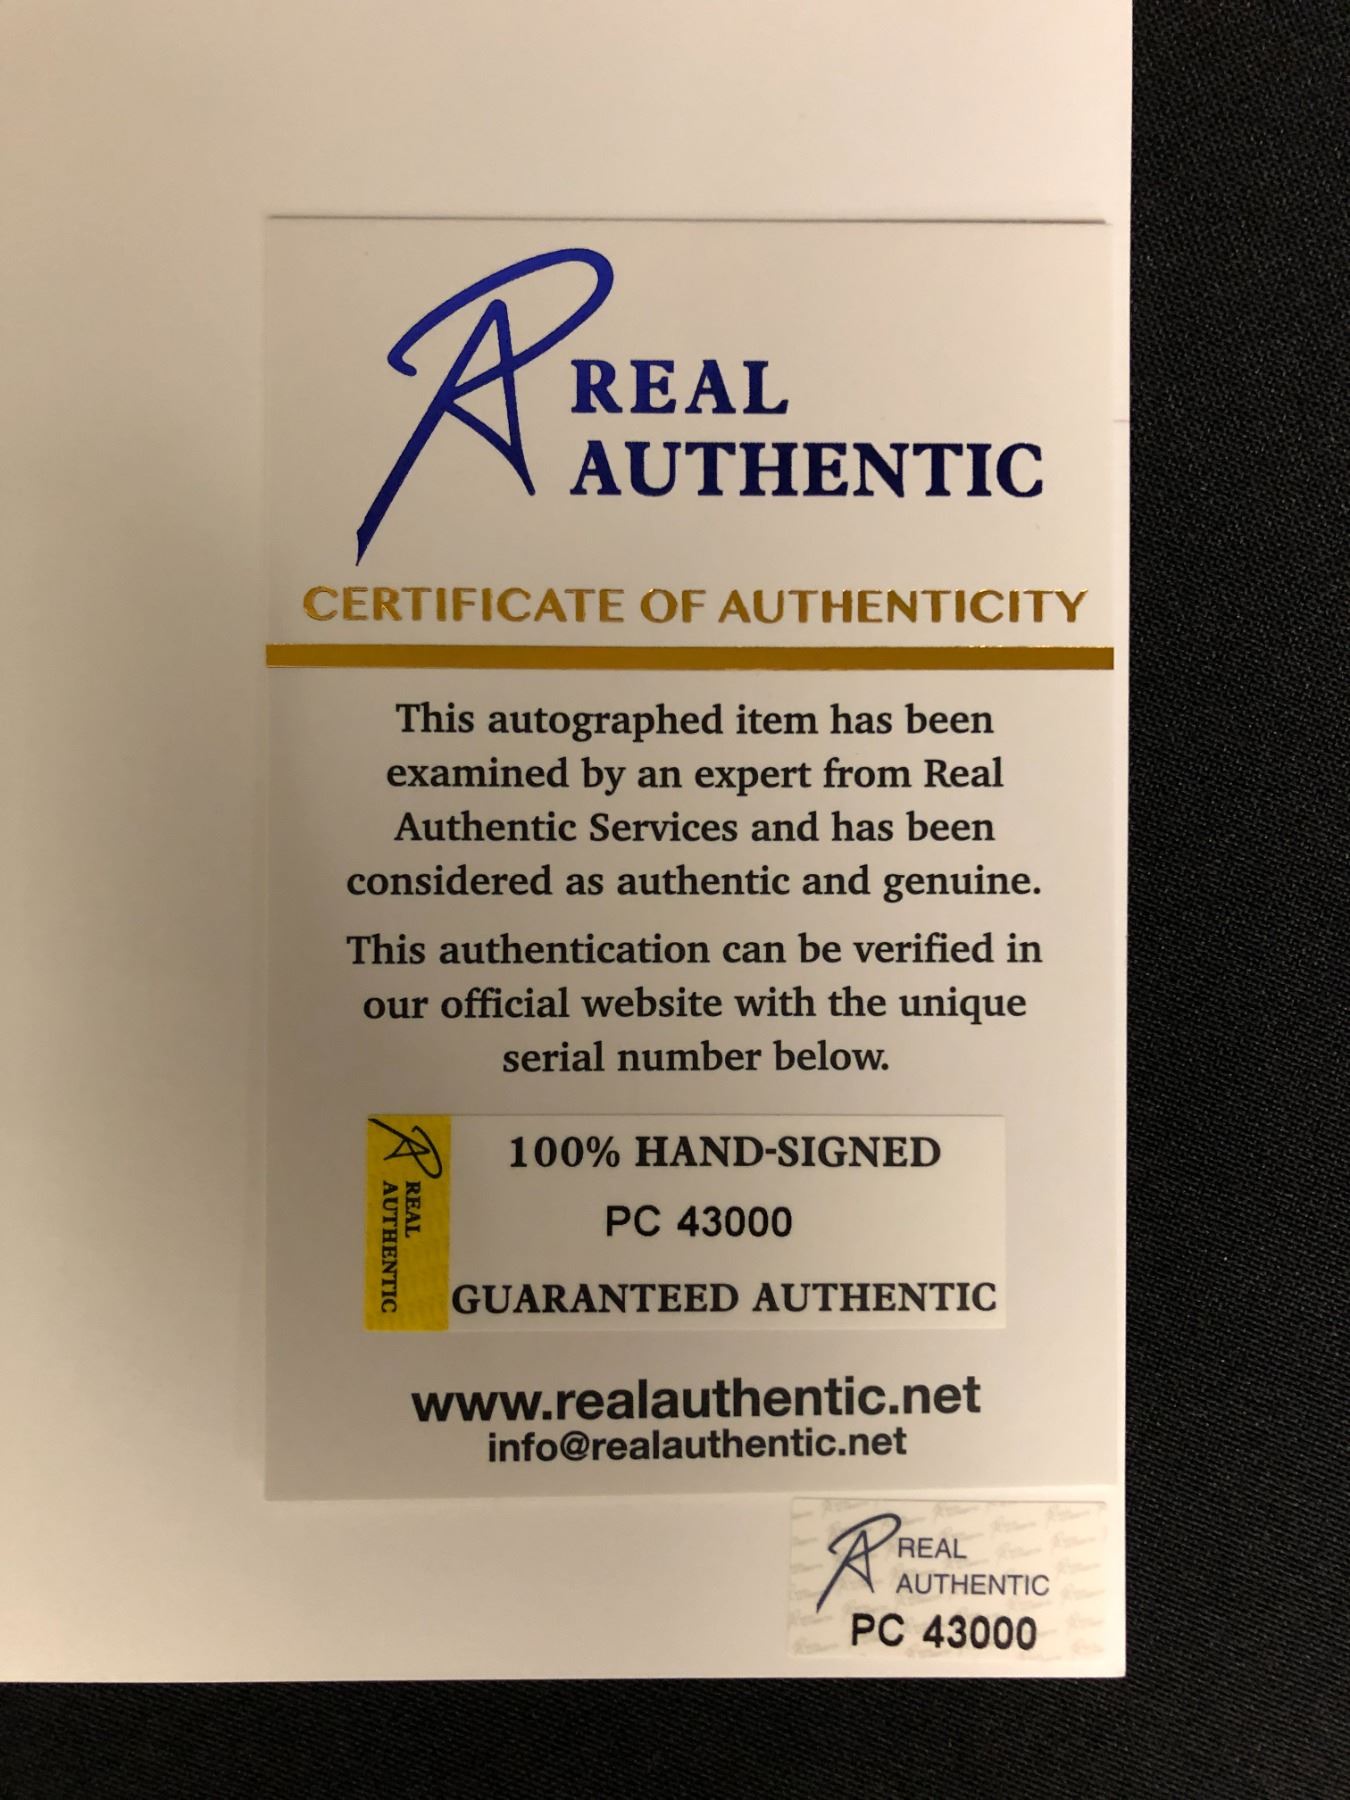 REAL
AUTHENTIC
CERTIFICATE OF AUTHENTICITY
This autographed item has been
examined by an expert from Real
Authentic Services and has been
considered as authentic and genuine.
This authentication can be verified in
our official website with the unique
serial number below.
REAL
AUTHENTIC
100% HAND-SIGNED
PC 43000
GUARANTEED AUTHENTIC
www.realauthentic.net
info@realauthentic.net
REAL
AUTHENTIC
PC 43000